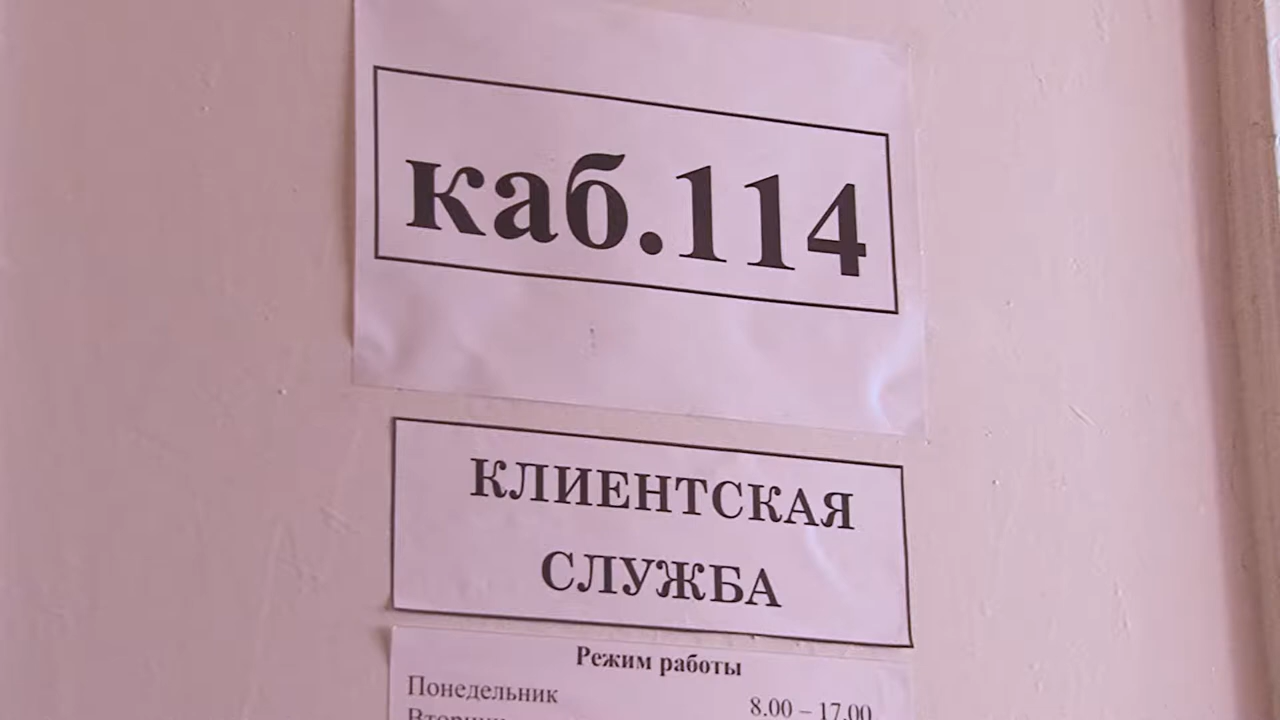 каб.114
КЛИЕНТСКАЯ
СЛУЖБА
Режим работы
Понедельник 8.00 – 17.00